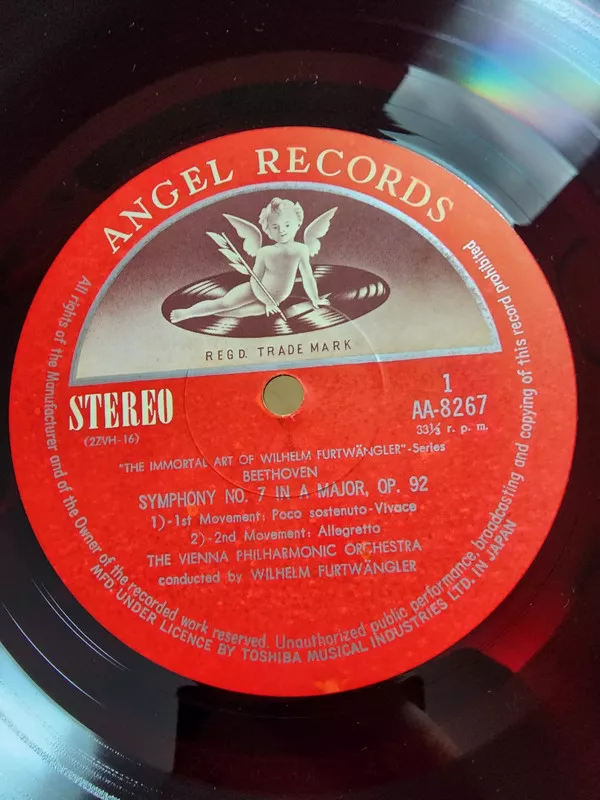 ANGEL RECORDS
REGD. TRADE MARK
STEREO
(2ZVH-16)
1
AA-8267
33⅓ r. p. m.
"THE IMMORTAL ART OF WILHELM FURTWÄNGLER"-Series
BEETHOVEN
SYMPHONY NO. 7 IN A MAJOR, OP. 92
1)-1st Movement: Poco sostenuto-Vivace
2)-2nd Movement: Allegretto
THE VIENNA PHILHARMONIC ORCHESTRA
conducted by WILHELM FURTWÄNGLER
All rights of the Manufacturer and of the Owner of the recorded work reserved. Unauthorized public performance, broadcasting and copying of this record prohibited
MFD. UNDER LICENCE BY TOSHIBA MUSICAL INDUSTRIES LTD. IN JAPAN